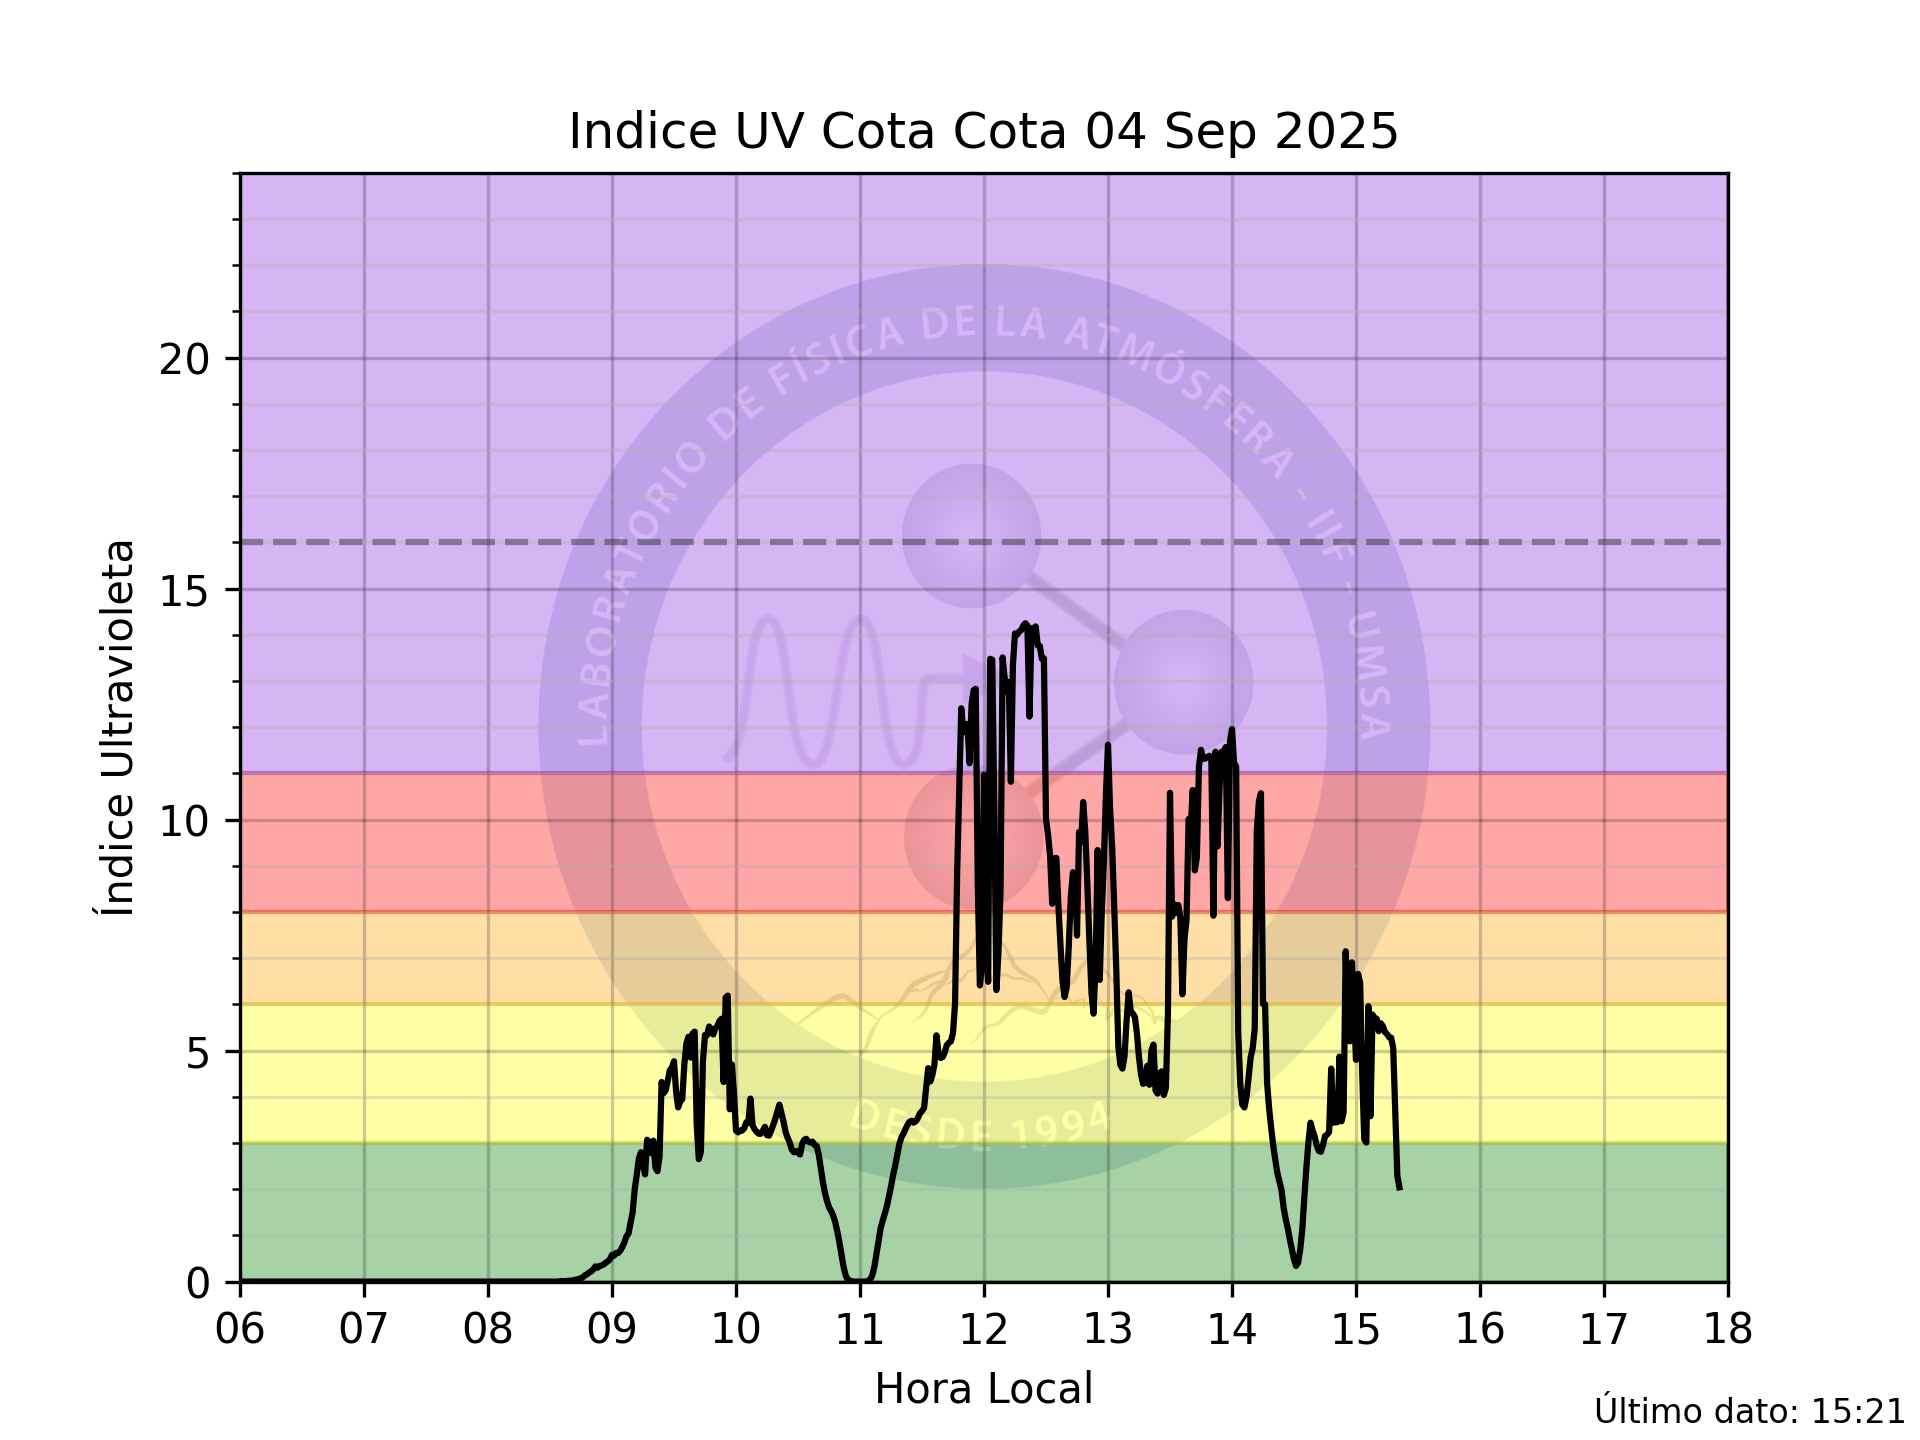 Indice UV Cota Cota 04 Sep 2025
Índice Ultravioleta
20
15
10
5
0
LABORATORIO DE FÍSICA DE LA ATMÓSFERA - IIF - UMSA
DESDE 1994
06 07 08 09 10 11 12 13 14 15 16 17 18
Hora Local
Último dato: 15:21